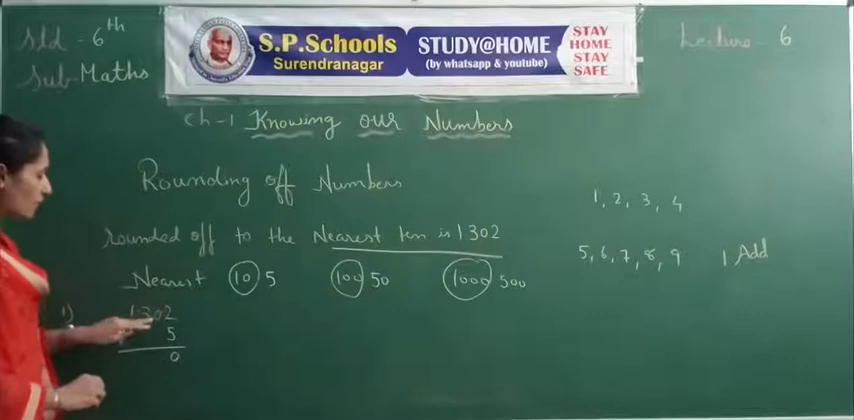 Std - 6th
Sub- Maths
S.P.Schools
Surendranagar
STUDY@HOME
(by whatsapp & youtube)
STAY
HOME
STAY
SAFE
Lecture - 6
Ch-1 Knowing our Numbers
Rounding off Numbers
1, 2, 3, 4
rounded off to the Nearest ten is 1302
5, 6, 7, 8, 9 1 Add
Nearest 10 5 100 50 1000 500
1) 1302
5
0